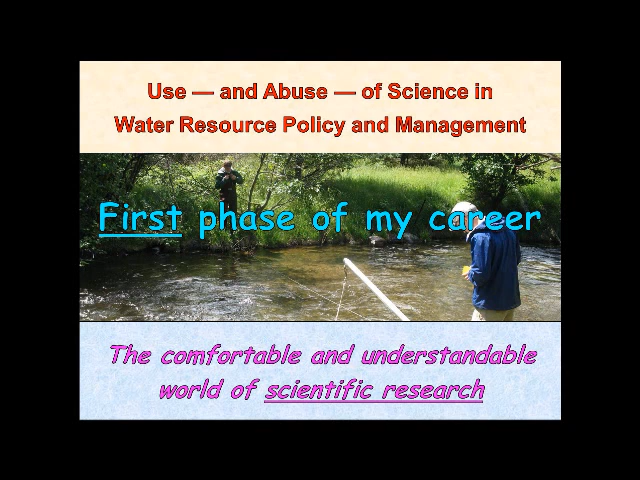 Use — and Abuse — of Science in
Water Resource Policy and Management
First phase of my career
The comfortable and understandable
world of scientific research